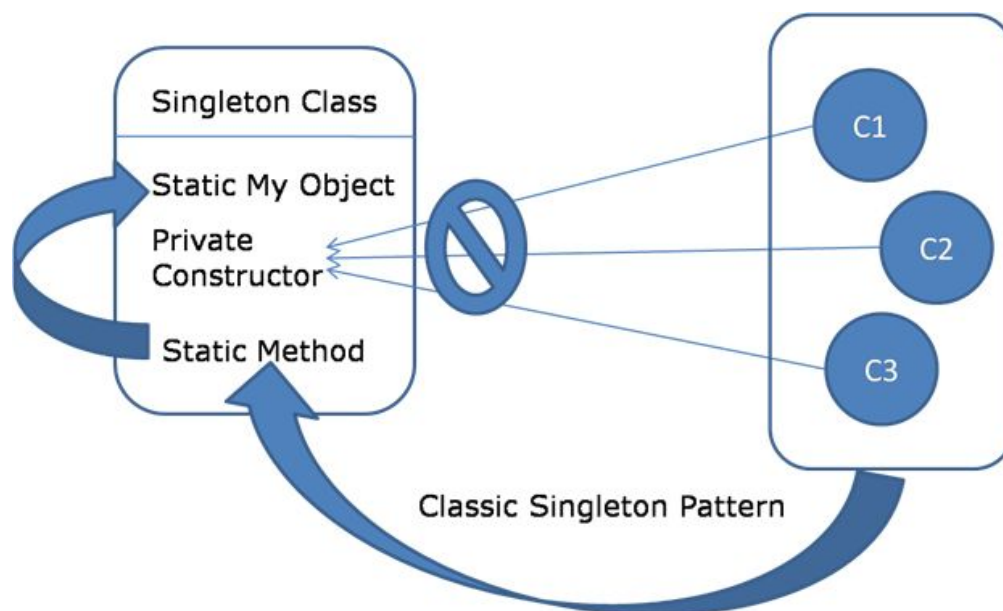 Singleton Class
Static My Object
Private
Constructor
Static Method
C1
C2
C3
Classic Singleton Pattern